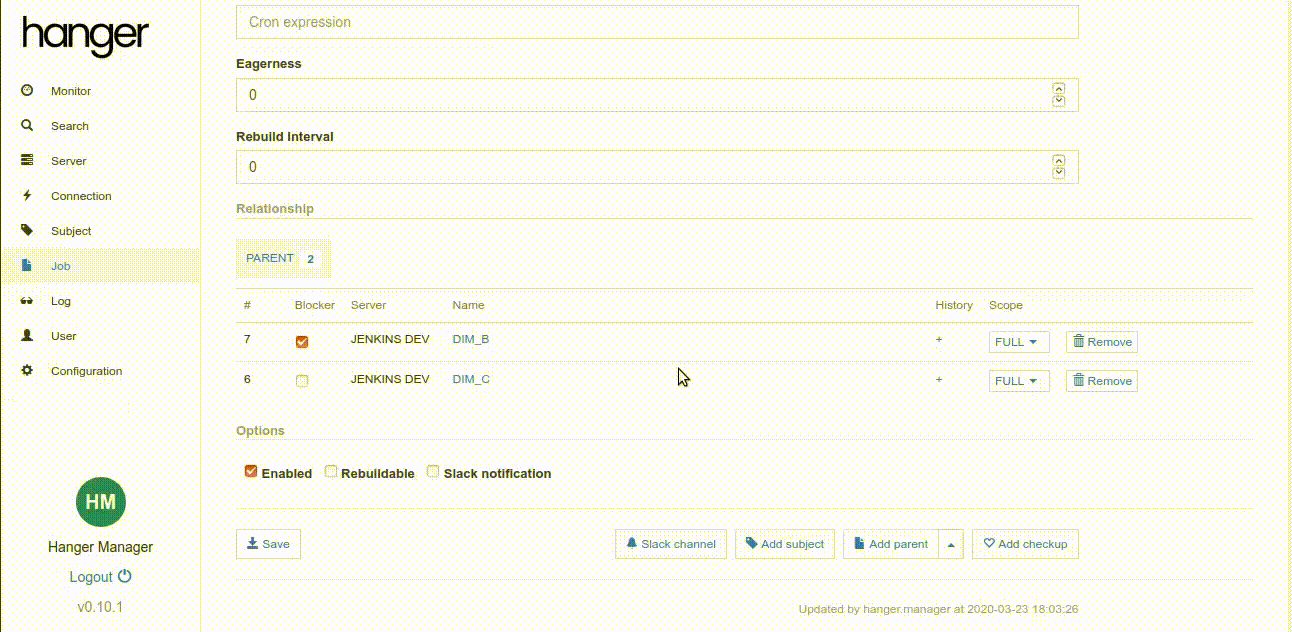 hanger
Monitor
Search
Server
Connection
Subject
Job
Log
User
Configuration
HM
Hanger Manager
Logout
v0.10.1
Cron expression
Eagerness
0
Rebuild interval
0
Relationship
PARENT 2
# Blocker Server Name History Scope
7 JENKINS DEV DIM_B + FULL Remove
6 JENKINS DEV DIM_C + FULL Remove
Options
Enabled Rebuildable Slack notification
Save Slack channel Add subject Add parent Add checkup
Updated by hanger.manager at 2020-03-23 18:03:26